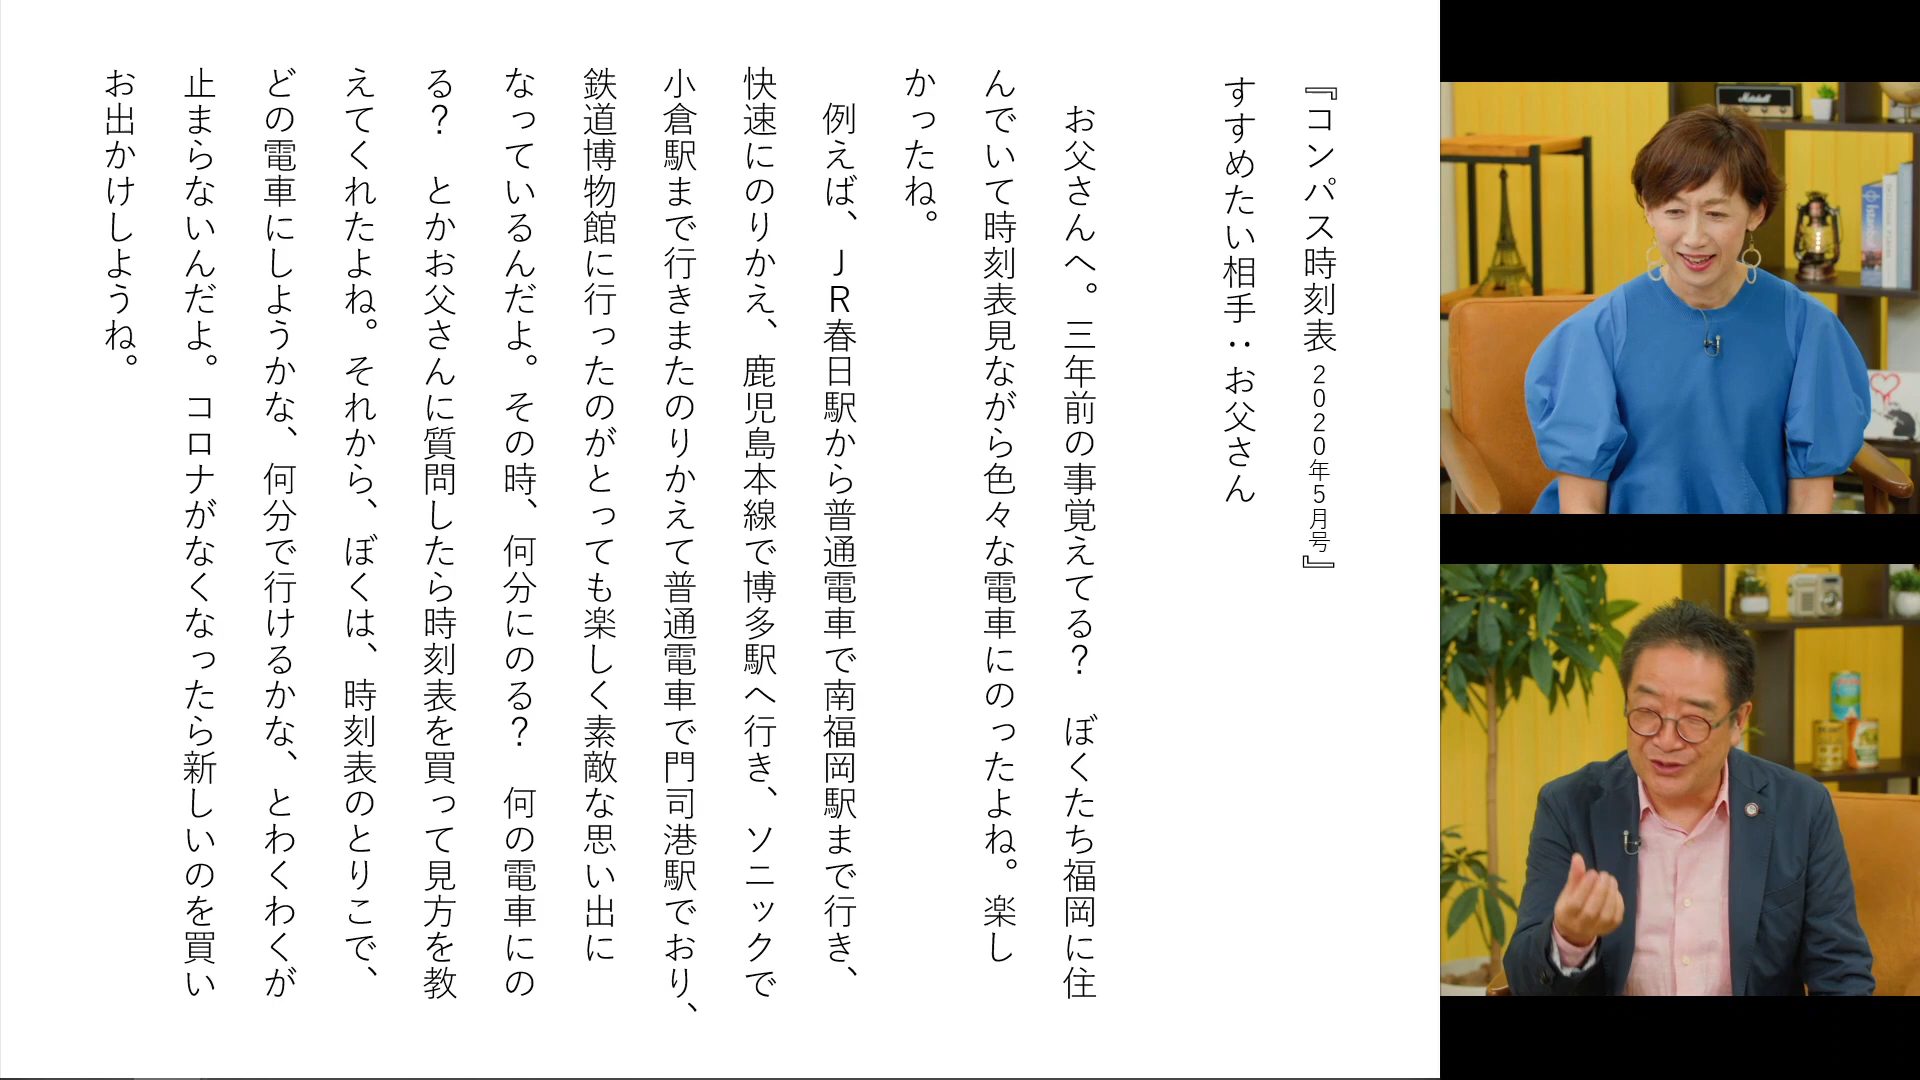 『コンパス時刻表 2020年5月号』
すすめたい相手：お父さん
お父さんへ。三年前の事覚えてる？　ぼくたち福岡に住
んでいて時刻表見ながら色々な電車にのったよね。楽し
かったね。
例えば、ＪＲ春日駅から普通電車で南福岡駅まで行き、
快速にのりかえ、鹿児島本線で博多駅へ行き、ソニックで
小倉駅まで行きまたのりかえて普通電車で門司港駅でおり、
鉄道博物館に行ったのがとっても楽しく素敵な思い出に
なっているんだよ。その時、何分にのる？　何の電車にの
る？　とかお父さんに質問したら時刻表を買って見方を教
えてくれたよね。それから、ぼくは、時刻表のとりこで、
どの電車にしようかな、何分で行けるかな、とわくわくが
止まらないんだよ。コロナがなくなったら新しいのを買い
お出かけしようね。
Marshall